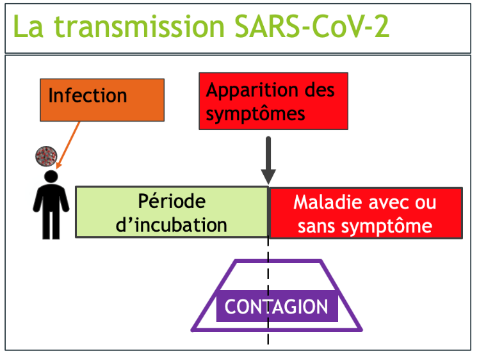 La transmission SARS-CoV-2
Infection
Apparition des
symptômes
Période
d'incubation
Maladie avec ou
sans symptôme
CONTAGION